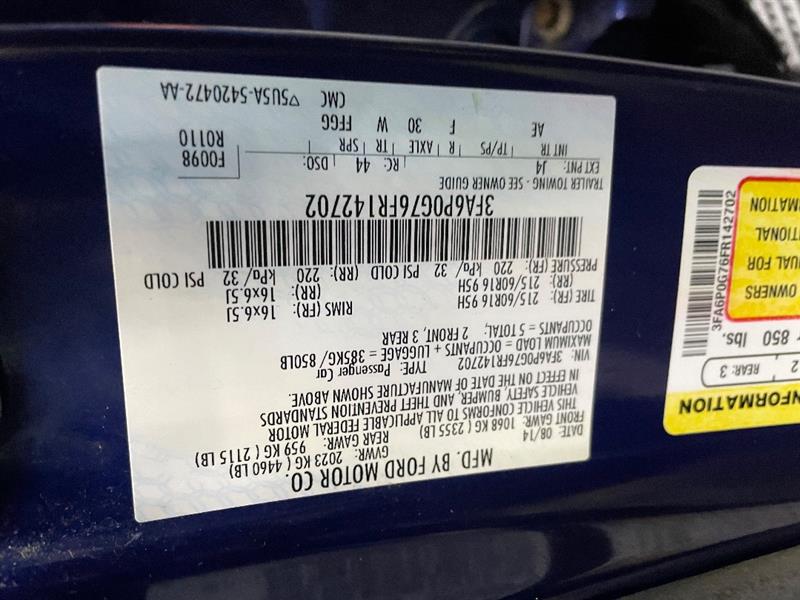 MFD. BY FORD MOTOR CO.
DATE: 08/14 GVWR: 2023 KG ( 4460 LB)
FRONT GAWR: 1068 KG ( 2355 LB) REAR GAWR: 959 KG ( 2115 LB)
THIS VEHICLE CONFORMS TO ALL APPLICABLE FEDERAL MOTOR
VEHICLE SAFETY, BUMPER, AND THEFT PREVENTION STANDARDS
IN EFFECT ON THE DATE OF MANUFACTURE SHOWN ABOVE.
VIN: 3FA6P0G76FR142702 TYPE: Passenger Car
MAXIMUM LOAD = OCCUPANTS + LUGGAGE = 385KG/ 850LB
OCCUPANTS = 5 TOTAL: 2 FRONT, 3 REAR
TIRE (FR): 215/60R16 95H RIMS (FR): 16x6.5J
(RR): 215/60R16 95H (RR): 16x6.5J
PRESSURE: (FR): 220 kPa/ 32 PSI COLD (RR): 220 kPa/ 32 PSI COLD
3FA6P0G76FR142702
TRAILER TOWING - SEE OWNER GUIDE
EXT PNT: J4 RC: 44 DSO: F0098
INT TR TP/PS R AXLE TR SPR R0110
AE F 30 W FFGG
CMC ▽5USA-5420472-AA
INFORMATION
2 REAR: 3
850 lbs.
OWNERS
UAL FOR
TIONAL
RMATION
3FA6P0G76FR142702